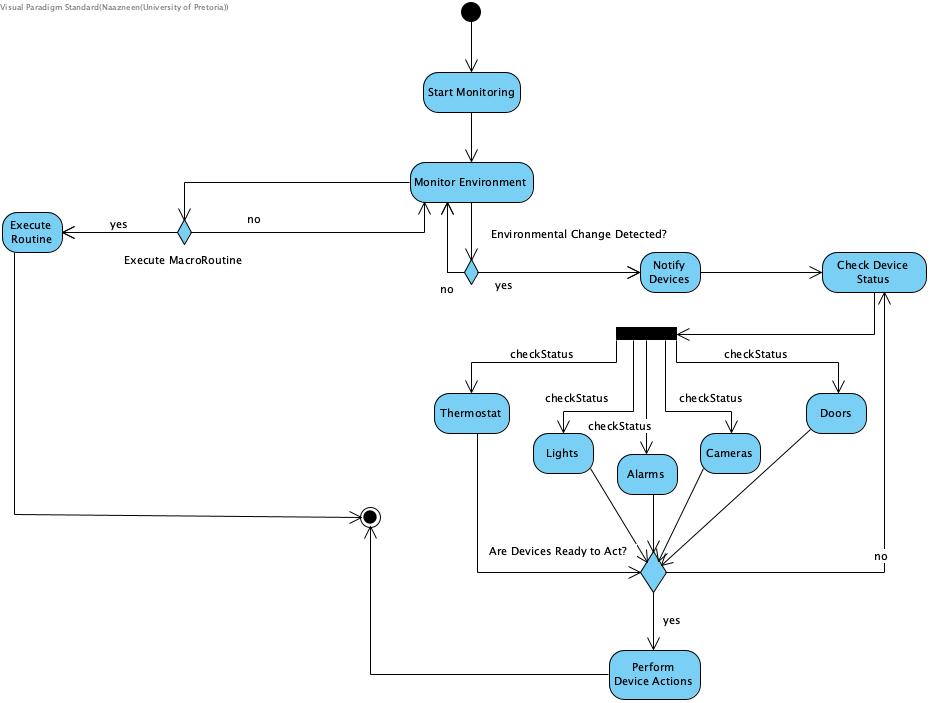 Visual Paradigm Standard(Naazneen(University of Pretoria))
Start Monitoring
Monitor Environment
Execute
Routine
yes
no
Execute MacroRoutine
Environmental Change Detected?
no
yes
Notify
Devices
Check Device
Status
checkStatus
checkStatus
checkStatus
checkStatus
checkStatus
Thermostat
Doors
Lights
Cameras
Alarms
Are Devices Ready to Act?
no
yes
Perform
Device Actions